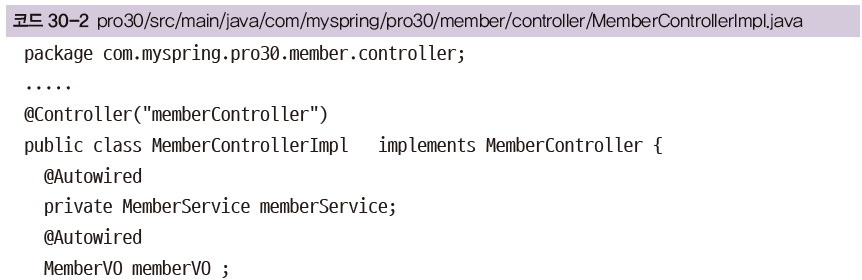 코드 30-2 pro30/src/main/java/com/myspring/pro30/member/controller/MemberControllerImpl.java
package com.myspring.pro30.member.controller;
.....
@Controller("memberController")
public class MemberControllerImpl   implements MemberController {
  @Autowired
  private MemberService memberService;
  @Autowired
  MemberVO memberVO ;